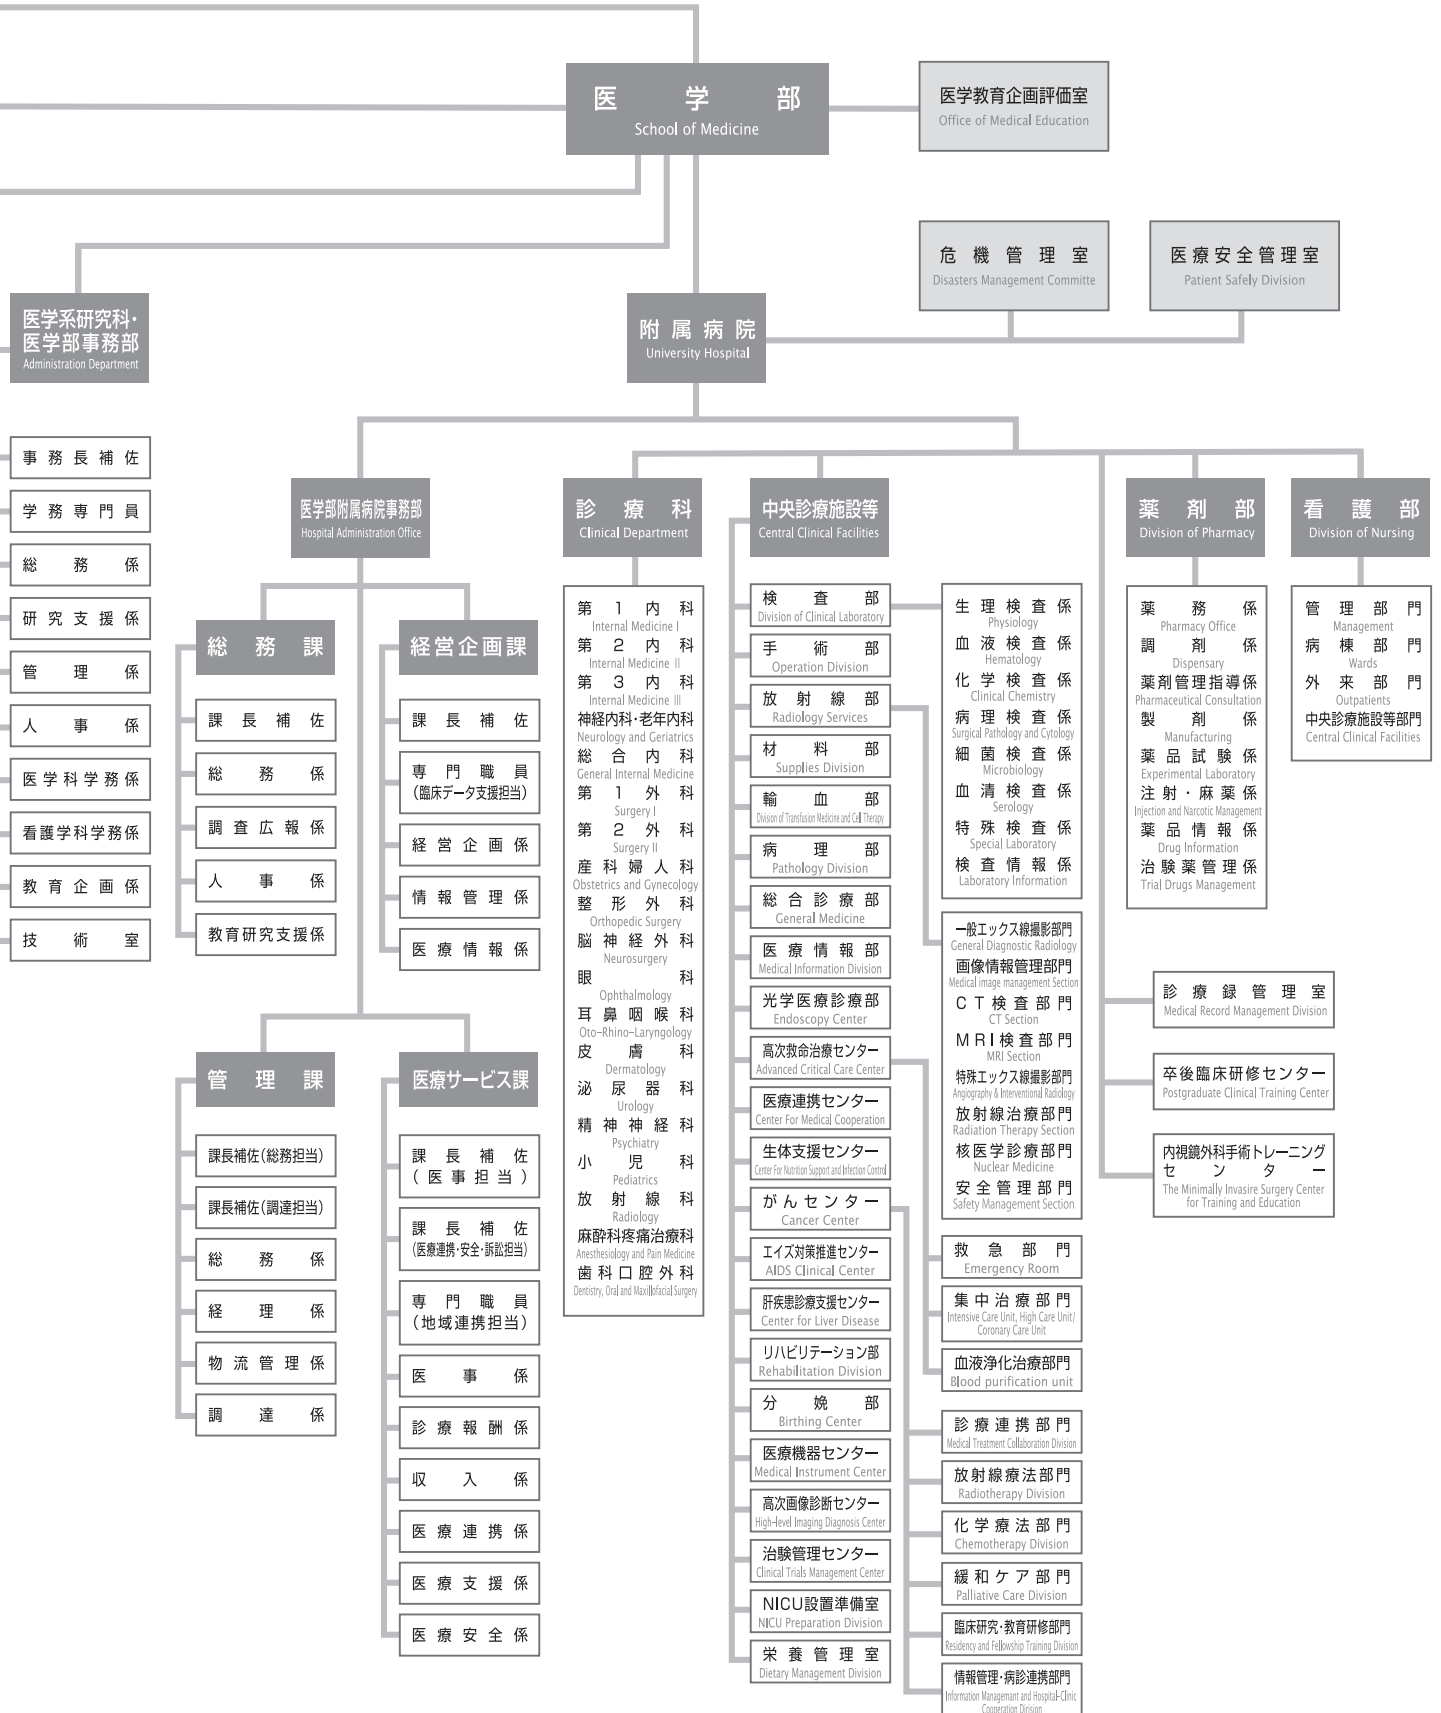 医学部
School of Medicine
医学教育企画評価室
Office of Medical Education
危機管理室
Disasters Management Committe
医療安全管理室
Patient Safely Division
医学系研究科・
医学部事務部
Administration Department
附属病院
University Hospital
事務長補佐
学務専門員
総務係
研究支援係
管理係
人事係
医学科学務係
看護学科学務係
教育企画係
技術室
医学部附属病院事務部
Hospital Administration Office
総務課
課長補佐
総務係
調査広報係
人事係
教育研究支援係
経営企画課
課長補佐
専門職員
(臨床データ支援担当)
経営企画係
情報管理係
医療情報係
管理課
課長補佐(総務担当)
課長補佐(調達担当)
総務係
経理係
物流管理係
調達係
医療サービス課
課長補佐
(医事担当)
課長補佐
(医療連携・安全・訴訟担当)
専門職員
(地域連携担当)
医事係
診療報酬係
収入係
医療連携係
医療支援係
医療安全係
診療科
Clinical Department
第1内科
Internal Medicine I
第2内科
Internal Medicine II
第3内科
Internal Medicine III
神経内科・老年内科
Neurology and Geriatrics
総合内科
General Internal Medicine
第1外科
Surgery I
第2外科
Surgery II
産科婦人科
Obstetrics and Gynecology
整形外科
Orthopedic Surgery
脳神経外科
Neurosurgery
眼科
Ophthalmology
耳鼻咽喉科
Oto-Rhino-Laryngology
皮膚科
Dermatology
泌尿器科
Urology
精神神経科
Psychiatry
小児科
Pediatrics
放射線科
Radiology
麻酔科疼痛治療科
Anesthesiology and Pain Medicine
歯科口腔外科
Dentistry, Oral and Maxillofacial Surgery
中央診療施設等
Central Clinical Facilities
検査部
Division of Clinical Laboratory
手術部
Operation Division
放射線部
Radiology Services
材料部
Supplies Division
輸血部
Division of Transfusion Medicine and Cell Therapy
病理部
Pathology Division
総合診療部
General Medicine
医療情報部
Medical Information Division
光学医療診療部
Endoscopy Center
高次救命治療センター
Advanced Critical Care Center
医療連携センター
Center For Medical Cooperation
生体支援センター
Center For Nutrition Support and Infection Control
がんセンター
Cancer Center
エイズ対策推進センター
AIDS Clinical Center
肝疾患診療支援センター
Center for Liver Disease
リハビリテーション部
Rehabilitation Division
分娩部
Birthing Center
医療機器センター
Medical Instrument Center
高次画像診断センター
High-level Imaging Diagnosis Center
治験管理センター
Clinical Trials Management Center
NICU設置準備室
NICU Preparation Division
栄養管理室
Dietary Management Division
生理検査係
Physiology
血液検査係
Hematology
化学検査係
Clinical Chemistry
病理検査係
Surgical Pathology and Cytology
細菌検査係
Microbiology
血清検査係
Serology
特殊検査係
Special Laboratory
検査情報係
Laboratory Information
一般エックス線撮影部門
General Diagnostic Radiology
画像情報管理部門
Medical image management Section
CT検査部門
CT Section
MRI検査部門
MRI Section
特殊エックス線撮影部門
Angiography & Interventional Radiology
放射線治療部門
Radiation Therapy Section
核医学診療部門
Nuclear Medicine
安全管理部門
Safety Management Section
救急部門
Emergency Room
集中治療部門
Intensive Care Unit, High Care Unit/
Coronary Care Unit
血液浄化治療部門
Blood purification unit
診療連携部門
Medical Treatment Collaboration Division
放射線療法部門
Radiotherapy Division
化学療法部門
Chemotherapy Division
緩和ケア部門
Palliative Care Division
臨床研究・教育研修部門
Residency and Fellowship Training Division
情報管理・病診連携部門
Information Management and Hospital-Clinic
Cooperation Division
薬剤部
Division of Pharmacy
薬務係
Pharmacy Office
調剤係
Dispensary
薬剤管理指導係
Pharmaceutical Consultation
製剤係
Manufacturing
薬品試験係
Experimental Laboratory
注射・麻薬係
Injection and Narcotic Management
薬品情報係
Drug Information
治験薬管理係
Trial Drugs Management
看護部
Division of Nursing
管理部門
Management
病棟部門
Wards
外来部門
Outpatients
中央診療施設等部門
Central Clinical Facilities
診療録管理室
Medical Record Management Division
卒後臨床研修センター
Postgraduate Clinical Training Center
内視鏡外科手術トレーニング
センター
The Minimally Invasire Surgery Center
for Training and Education